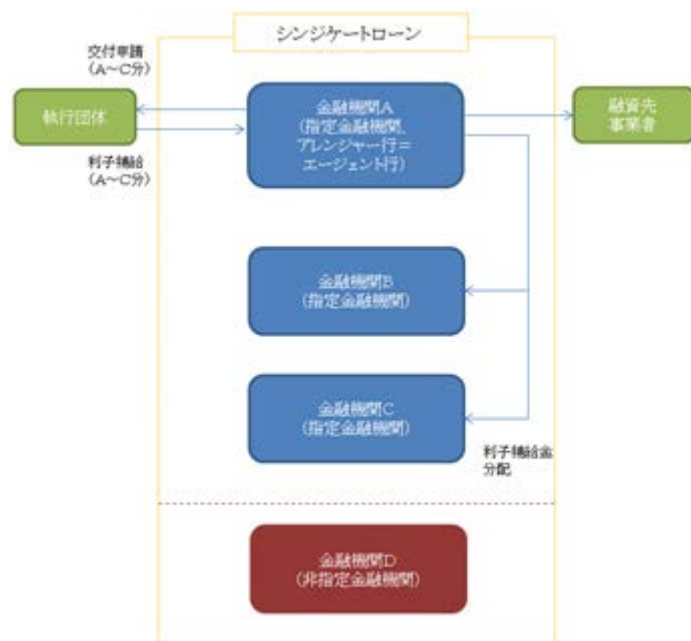 シンジケートローン
交付申請
(A～C分)
執行団体
利子補給
(A～C分)
金融機関A
(指定金融機関、
アレンジャー行＝
エージェント行)
融資先
事業者
金融機関B
(指定金融機関)
金融機関C
(指定金融機関)
利子補給金
分配
金融機関D
(非指定金融機関)